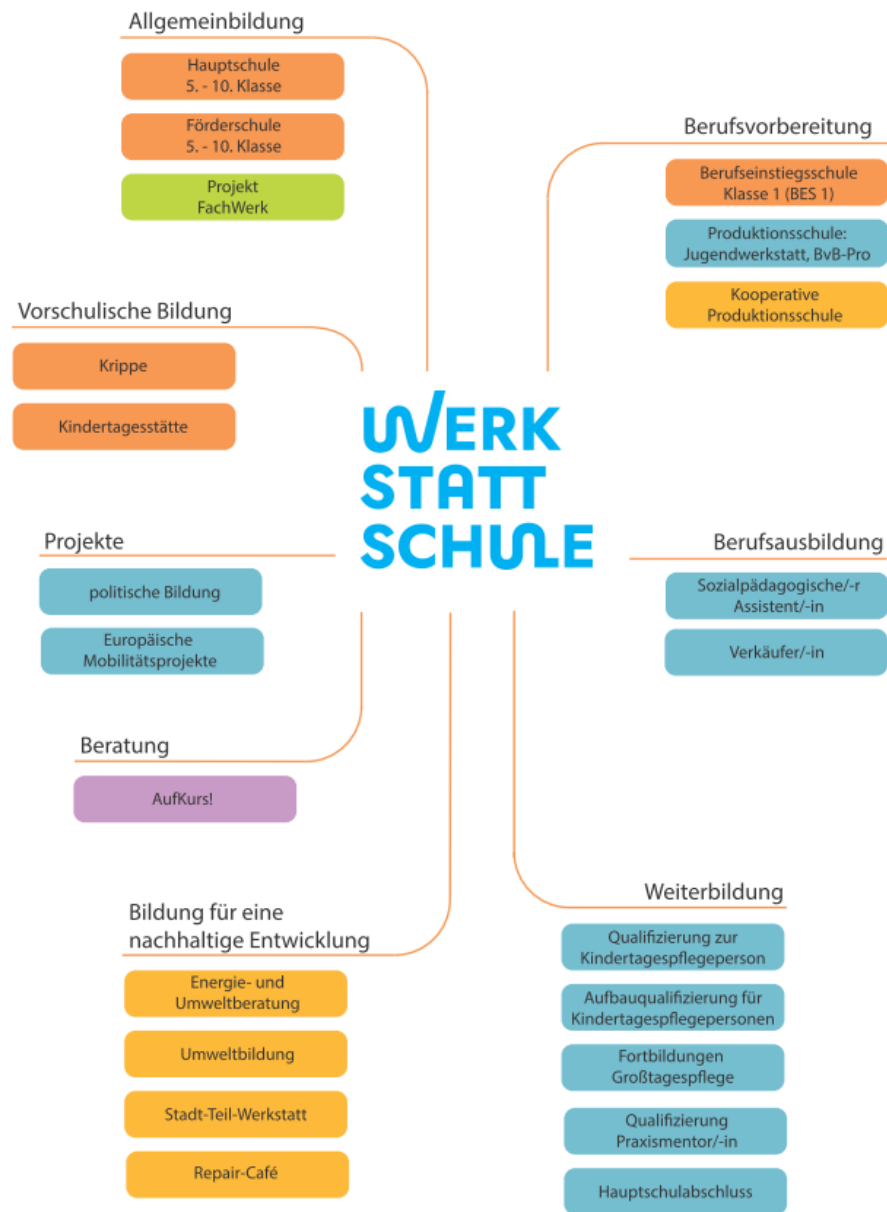 Allgemeinbildung
Hauptschule
5. - 10. Klasse
Förderschule
5. - 10. Klasse
Projekt
FachWerk
Berufsvorbereitung
Berufseinstiegsschule
Klasse 1 (BES 1)
Produktionsschule:
Jugendwerkstatt, BvB-Pro
Kooperative
Produktionsschule
Vorschulische Bildung
Krippe
Kindertagesstätte
WERK
STATT
SCHULE
Projekte
politische Bildung
Europäische
Mobilitätsprojekte
Berufsausbildung
Sozialpädagogische/-r
Assistent/-in
Verkäufer/-in
Beratung
AufKurs!
Bildung für eine
nachhaltige Entwicklung
Energie- und
Umweltberatung
Umweltbildung
Stadt-Teil-Werkstatt
Repair-Café
Weiterbildung
Qualifizierung zur
Kindertagespflegeperson
Aufbauqualifizierung für
Kindertagespflegepersonen
Fortbildungen
Großtagespflege
Qualifizierung
Praxismentor/-in
Hauptschulabschluss